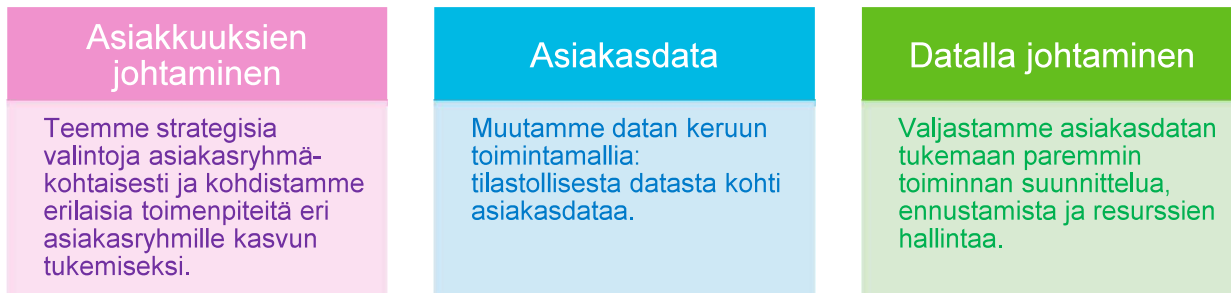 Asiakkuuksien
johtaminen
Teemme strategisia
valintoja asiakasryhmä-
kohtaisesti ja kohdistamme
erilaisia toimenpiteitä eri
asiakasryhmille kasvun
tukemiseksi.
Asiakasdata
Muutamme datan keruun
toimintamallia:
tilastollisesta datasta kohti
asiakasdataa.
Datalla johtaminen
Valjastamme asiakasdatan
tukemaan paremmin
toiminnan suunnittelua,
ennustamista ja resurssien
hallintaa.